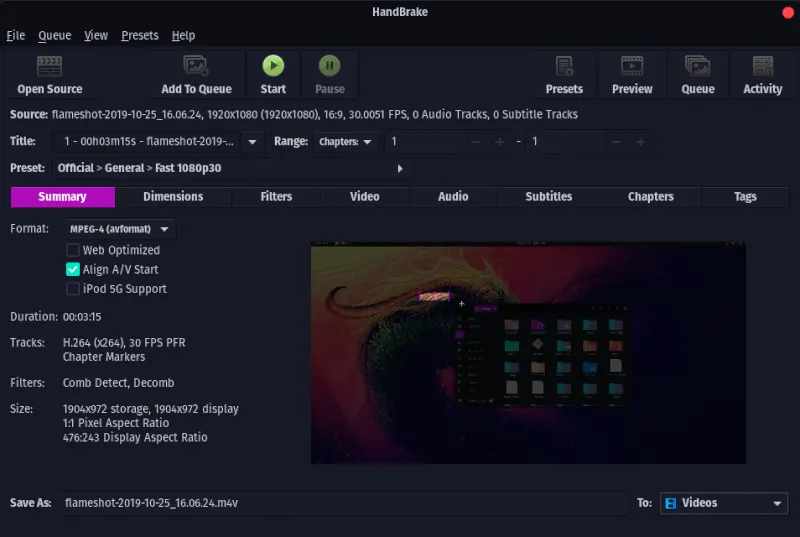 HandBrake
File Queue View Presets Help
Open Source Add To Queue Start Pause Presets Preview Queue Activity
Source: flameshot-2019-10-25_16.06.24, 1920x1080 (1920x1080), 16:9, 30.0051 FPS, 0 Audio Tracks, 0 Subtitle Tracks
Title: 1 - 00h03m15s - flameshot-2019-... Range: Chapters: 1 - 1
Preset: Official > General > Fast 1080p30
Summary Dimensions Filters Video Audio Subtitles Chapters Tags
Format: MPEG-4 (avformat)
Web Optimized
Align A/V Start
iPod 5G Support
Duration: 00:03:15
Tracks: H.264 (x264), 30 FPS PFR
Chapter Markers
Filters: Comb Detect, Decomb
Size: 1904x972 storage, 1904x972 display
1:1 Pixel Aspect Ratio
476:243 Display Aspect Ratio
Save As: flameshot-2019-10-25_16.06.24.m4v To: Videos